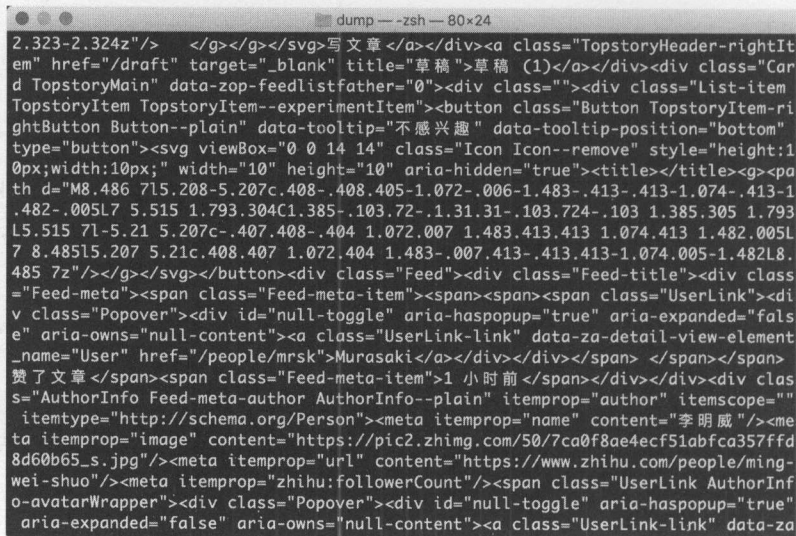 dump — -zsh — 80×24
2.323-2.324z"/>   </g></g></svg>写文章</a></div><a class="TopstoryHeader-rightIt
em" href="/draft" target="_blank" title="草稿">草稿 (1)</a></div><div class="Car
d TopstoryMain" data-zop-feedlistfather="0"><div class=""><div class="List-item 
TopstoryItem TopstoryItem--experimentItem"><button class="Button TopstoryItem-ri
ghtButton Button--plain" data-tooltip="不感兴趣" data-tooltip-position="bottom" 
type="button"><svg viewBox="0 0 14 14" class="Icon Icon--remove" style="height:1
0px;width:10px;" width="10" height="10" aria-hidden="true"><title></title><g><pa
th d="M8.486 7l5.208-5.207c.408-.408.405-1.072-.006-1.483-.413-.413-1.074-.413-1
.482-.005L7 5.515 1.793.304C1.385-.103.72-.1.31.31-.103.724-.103 1.385.305 1.793
L5.515 7l-5.21 5.207c-.407.408-.404 1.072.007 1.483.413.413 1.074.413 1.482.005L
7 8.485l5.207 5.21c.408.407 1.072.404 1.483-.007.413-.413.413-1.074.005-1.482L8.
485 7z"/></g></svg></button><div class="Feed"><div class="Feed-title"><div class
="Feed-meta"><span class="Feed-meta-item"><span><span><span class="UserLink"><di
v class="Popover"><div id="null-toggle" aria-haspopup="true" aria-expanded="fals
e" aria-owns="null-content"><a class="UserLink-link" data-za-detail-view-element
_name="User" href="/people/mrsk">Murasaki</a></div></div></span> </span></span>
赞了文章</span><span class="Feed-meta-item">1 小时前</span></div></div><div clas
s="AuthorInfo Feed-meta-author AuthorInfo--plain" itemprop="author" itemscope=""
 itemtype="http://schema.org/Person"><meta itemprop="name" content="李明威"/><me
ta itemprop="image" content="https://pic2.zhimg.com/50/7ca0f8ae4ecf51abfca357ffd
8d60b65_s.jpg"/><meta itemprop="url" content="https://www.zhihu.com/people/ming-
wei-shuo"/><meta itemprop="zhihu:followerCount"/><span class="UserLink AuthorInf
o-avatarWrapper"><div class="Popover"><div id="null-toggle" aria-haspopup="true"
 aria-expanded="false" aria-owns="null-content"><a class="UserLink-link" data-za